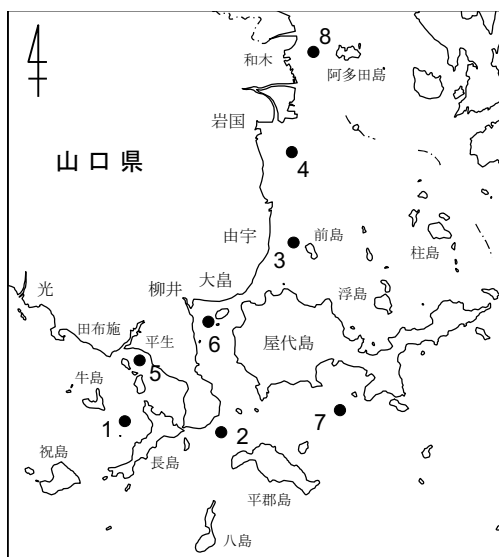 8
和木
阿多田島
岩国
4
山口県
由宇
3
前島
柱島
光
柳井
大畠
浮島
田布施
平生
6
屋代島
5
牛島
1
2
7
祝島
長島
平郡島
八島